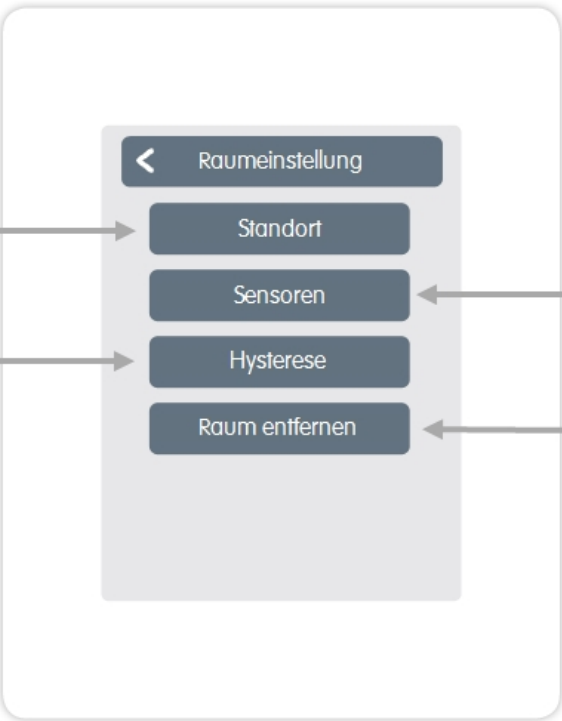 Raumeinstellung
Standort
Sensoren
Hysterese
Raum entfernen